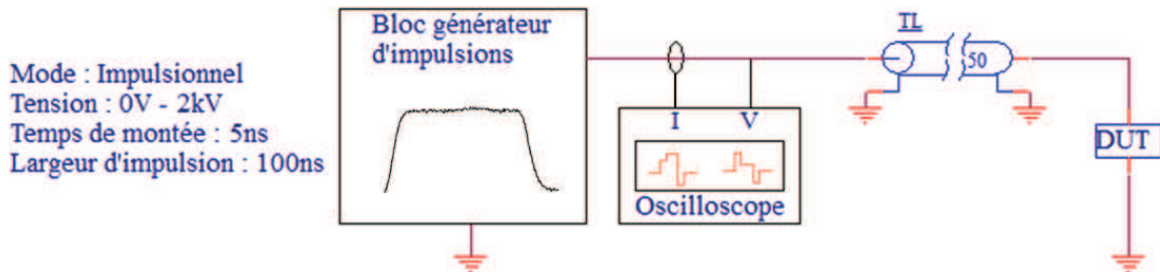 Mode : Impulsionnel
Tension : 0V - 2kV
Temps de montée : 5ns
Largeur d'impulsion : 100ns
Bloc générateur
d'impulsions
I V
Oscilloscope
TL
50
DUT